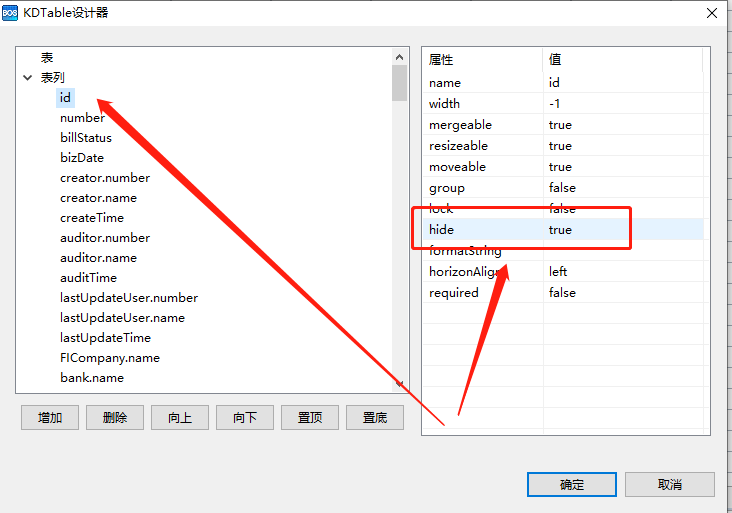 BOS KDTable设计器
表
表列
id
number
billStatus
bizDate
creator.number
creator.name
createTime
auditor.number
auditor.name
auditTime
lastUpdateUser.number
lastUpdateUser.name
lastUpdateTime
FICompany.name
bank.name
属性 值
name id
width -1
mergeable true
resizeable true
moveable true
group false
lock false
hide true
formatString
horizonAlign left
required false
增加 删除 向上 向下 置顶 置底
确定 取消